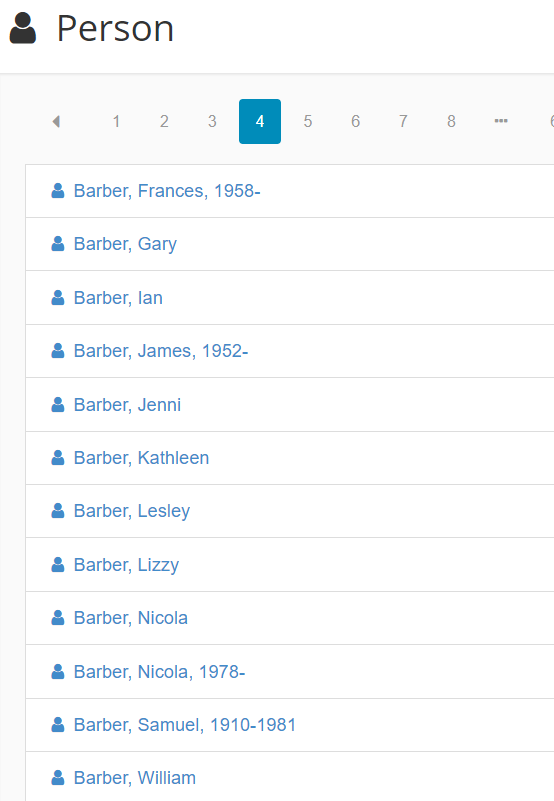 Person
1 2 3 4 5 6 7 8 ···
Barber, Frances, 1958-
Barber, Gary
Barber, Ian
Barber, James, 1952-
Barber, Jenni
Barber, Kathleen
Barber, Lesley
Barber, Lizzy
Barber, Nicola
Barber, Nicola, 1978-
Barber, Samuel, 1910-1981
Barber, William